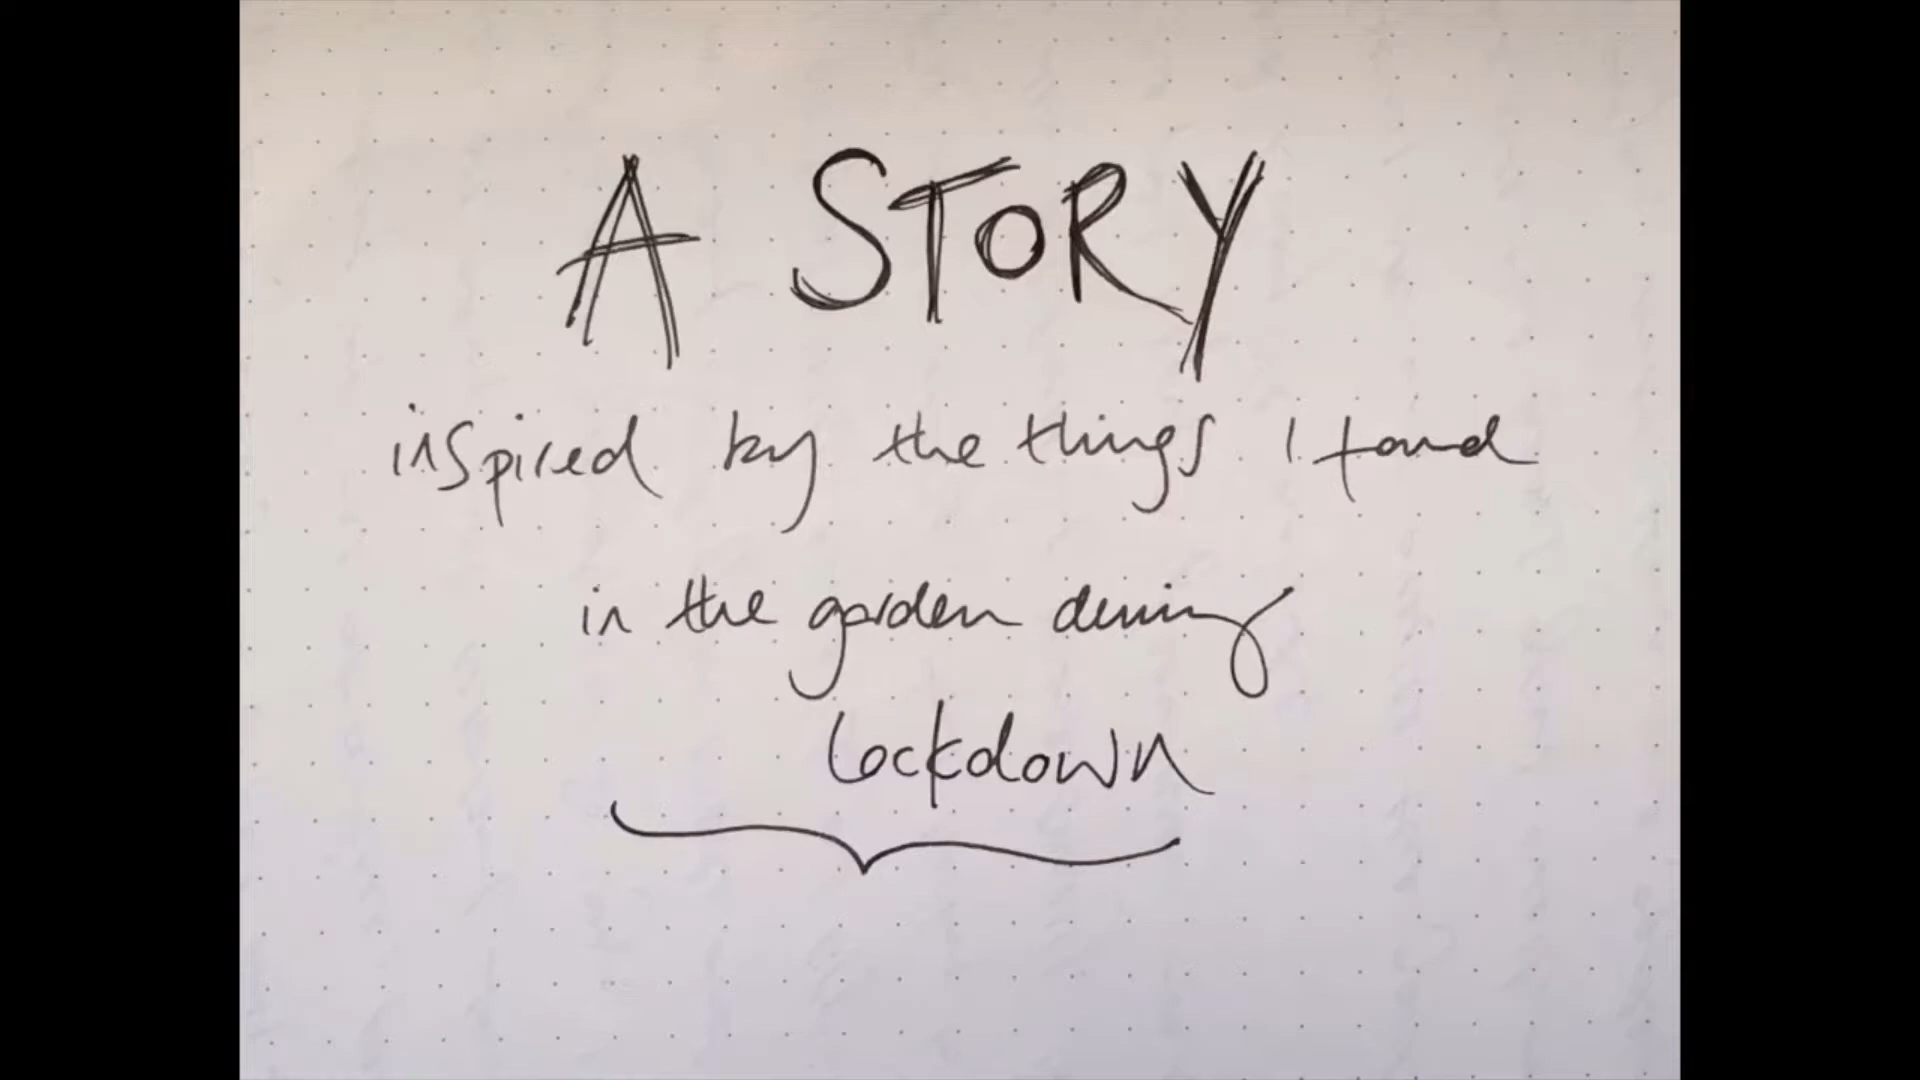 A STORY
inspired by the things I found
in the garden during
lockdown